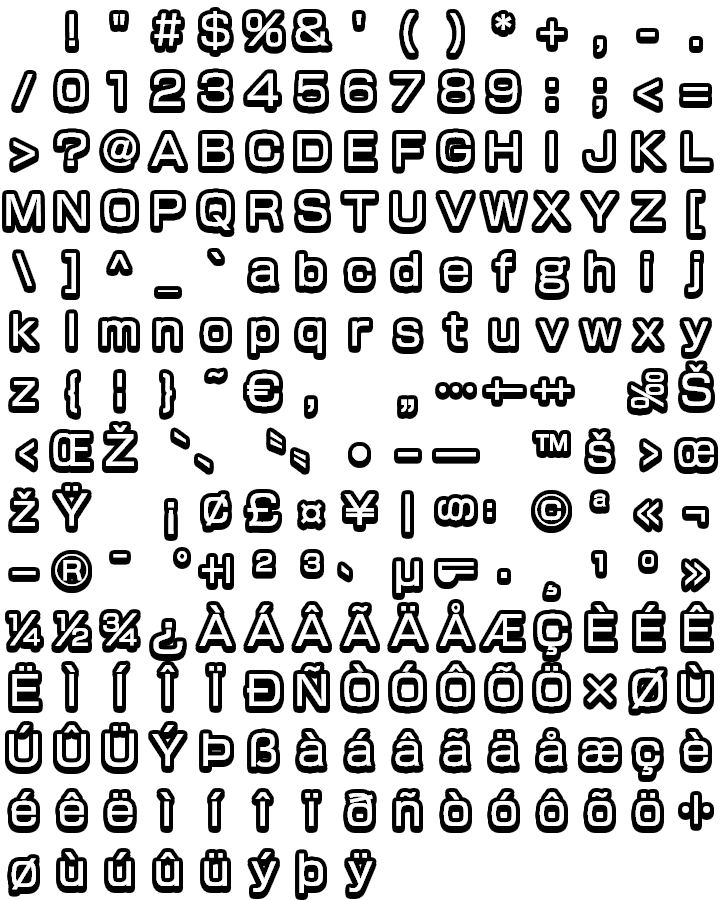 ! " # $ % & ' ( ) * + , - .
/ 0 1 2 3 4 5 6 7 8 9 : ; < =
> ? @ A B C D E F G H I J K L
M N O P Q R S T U V W X Y Z [
\ ] ^ _ ` a b c d e f g h i j
k l m n o p q r s t u v w x y
z { ¦ } ~ € ‚ „ … † ‡ ‰ Š
‹ Œ Ž ‘ ’ “ ” • – — ™ š › œ
ž Ÿ ¡ ¢ £ ¤ ¥ | § ¨ © ª « ¬
- ® ¯ ° ± ² ³ ´ µ ¶ · ¸ ¹ º »
¼ ½ ¾ ¿ À Á Â Ã Ä Å Æ Ç È É Ê
Ë Ì Í Î Ï Ð Ñ Ò Ó Ô Õ Ö × Ø Ù
Ú Û Ü Ý Þ ß à á â ã ä å æ ç è
é ê ë ì í î ï ð ñ ò ó ô õ ö ÷
ø ù ú û ü ý þ ÿ